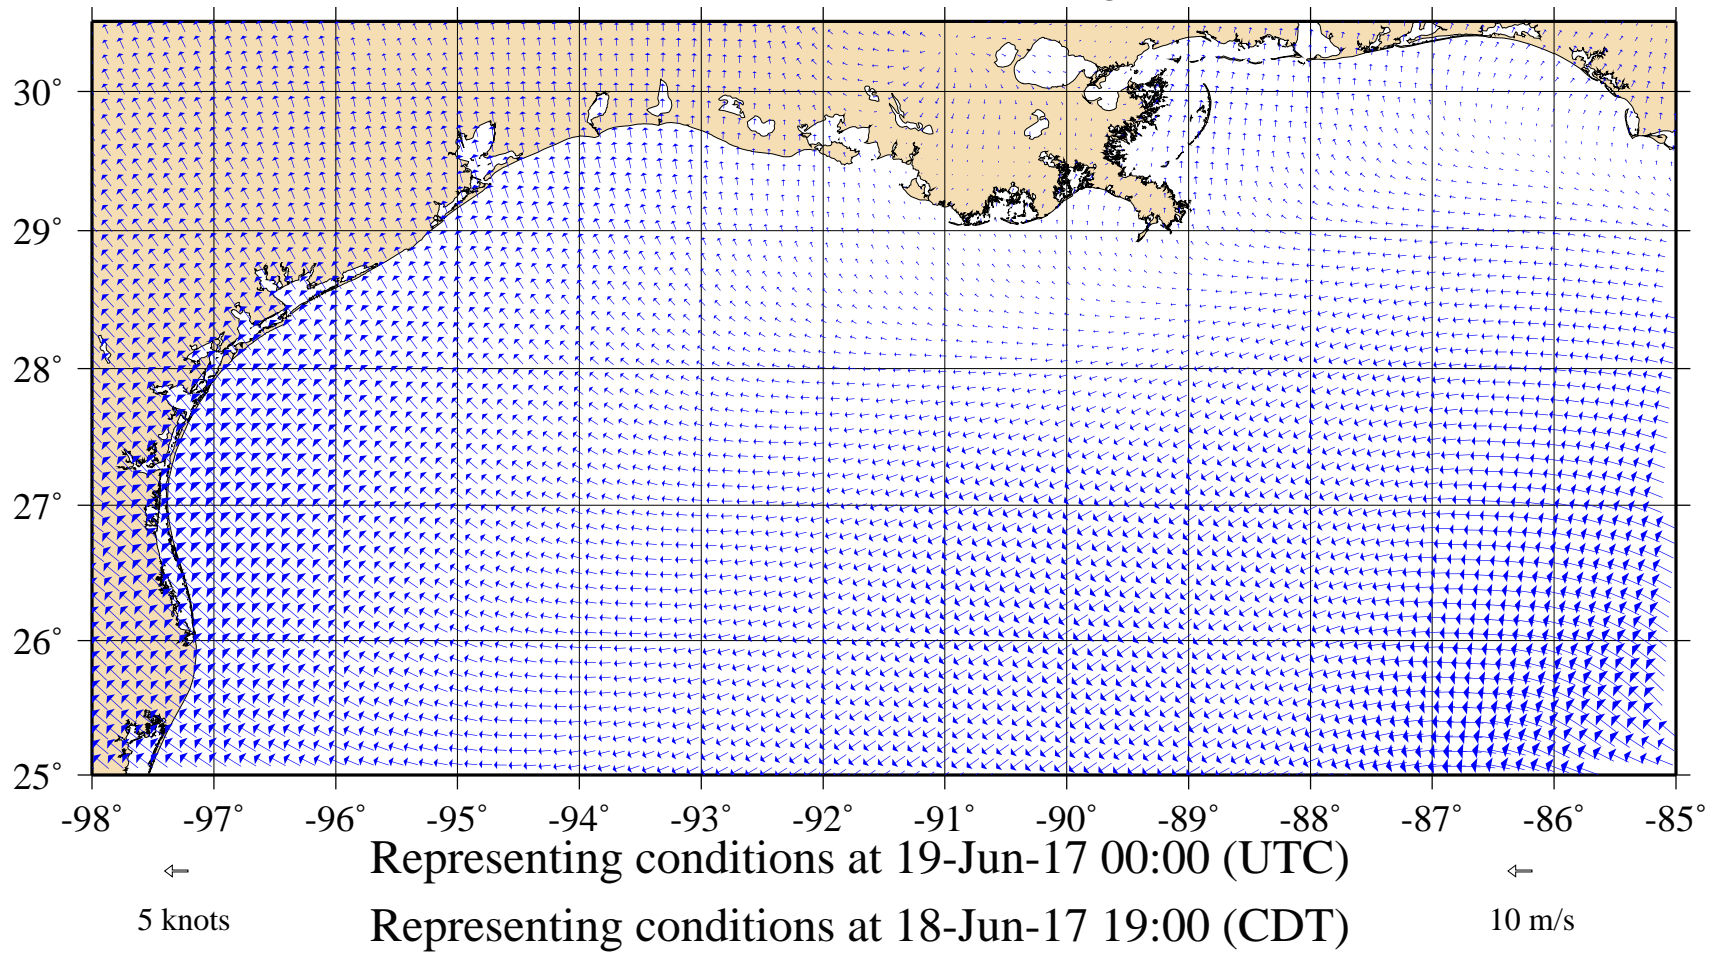 30°
29°
28°
27°
26°
25°
-98° -97° -96° -95° -94° -93° -92° -91° -90° -89° -88° -87° -86° -85°
Representing conditions at 19-Jun-17 00:00 (UTC)
5 knots
10 m/s
Representing conditions at 18-Jun-17 19:00 (CDT)